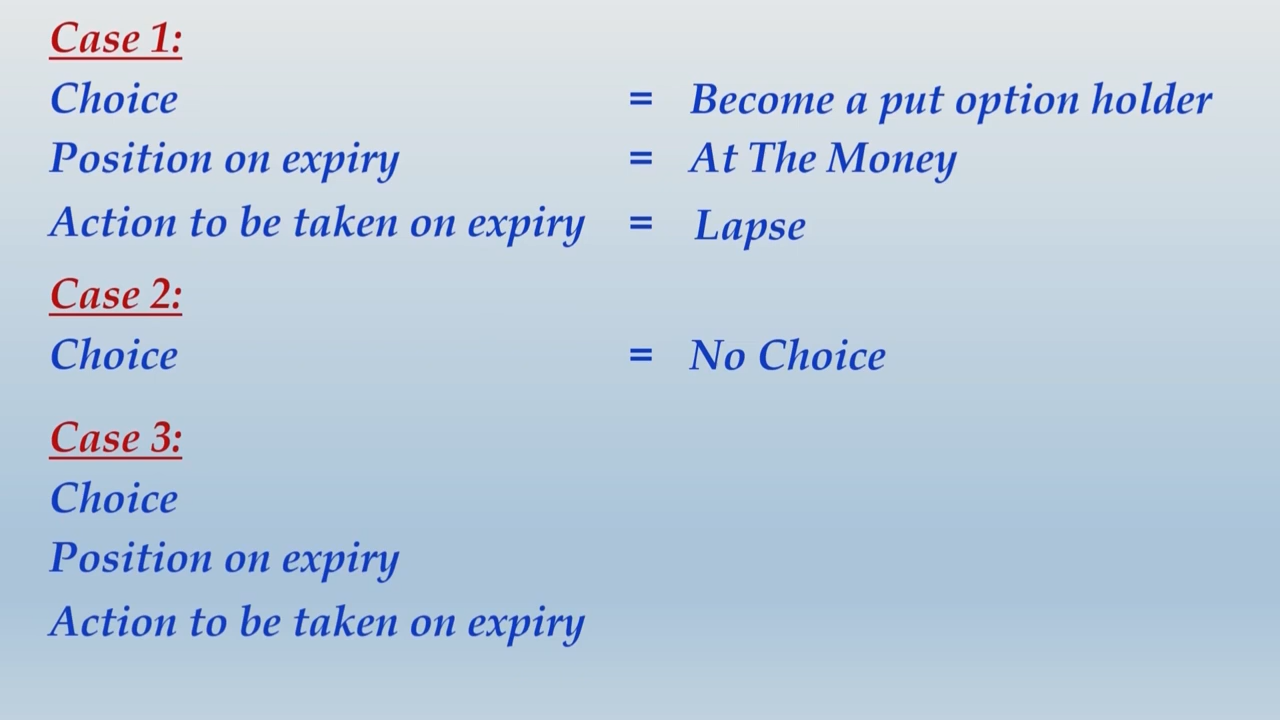 Case 1:
Choice = Become a put option holder
Position on expiry = At The Money
Action to be taken on expiry = Lapse
Case 2:
Choice = No Choice
Case 3:
Choice
Position on expiry
Action to be taken on expiry